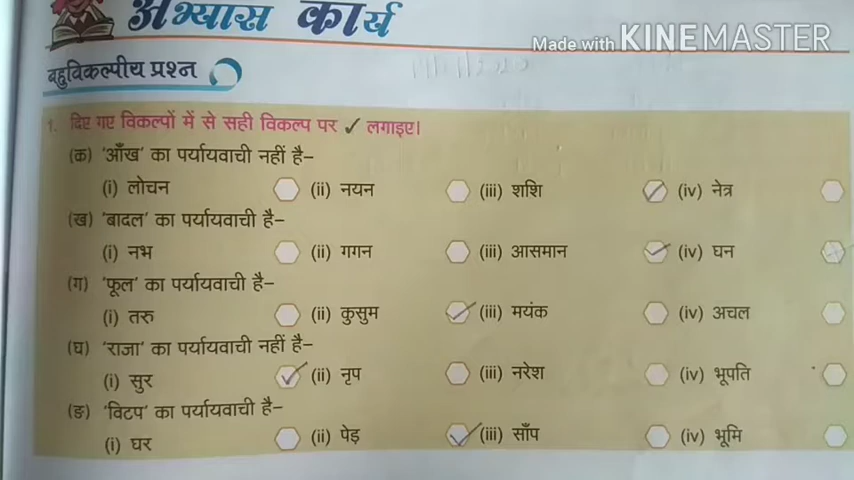 अभ्यास कार्य
Made with KINEMASTER
बहुविकल्पीय प्रश्न
1. दिए गए विकल्पों में से सही विकल्प पर ✓ लगाइए।
(क) 'आँख' का पर्यायवाची नहीं है–
(i) लोचन (ii) नयन (iii) शशि (iv) नेत्र
(ख) 'बादल' का पर्यायवाची है–
(i) नभ (ii) गगन (iii) आसमान (iv) घन
(ग) 'फूल' का पर्यायवाची है–
(i) तरु (ii) कुसुम (iii) मयंक (iv) अचल
(घ) 'राजा' का पर्यायवाची नहीं है–
(i) सुर (ii) नृप (iii) नरेश (iv) भूपति
(ङ) 'विटप' का पर्यायवाची है–
(i) घर (ii) पेड़ (iii) साँप (iv) भूमि